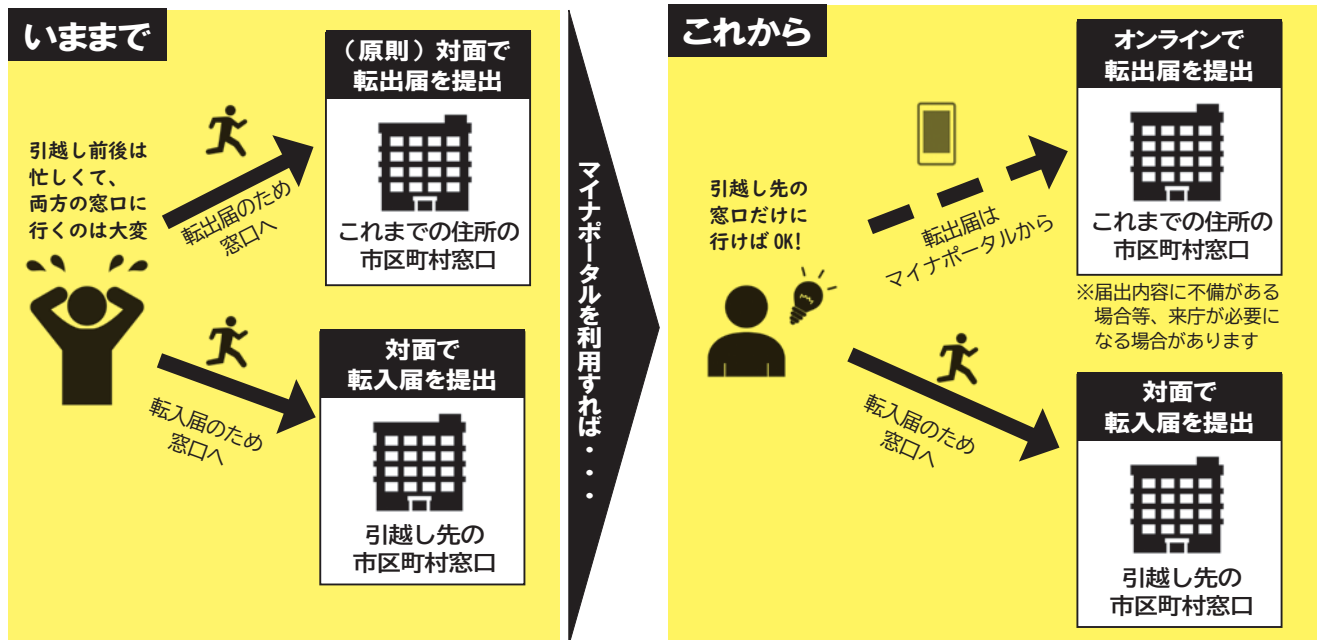 いままで
（原則）対面で
転出届を提出
引越し前後は
忙しくて、
両方の窓口に
行くのは大変
転出届のため
窓口へ
これまでの住所の
市区町村窓口
対面で
転入届を提出
転入届のため
窓口へ
引越し先の
市区町村窓口
マイナポータルを利用すれば・・・
これから
オンラインで
転出届を提出
引越し先の
窓口だけに
行けばOK!
転出届は
マイナポータルから
これまでの住所の
市区町村窓口
※届出内容に不備がある
場合等、来庁が必要に
なる場合があります
対面で
転入届を提出
転入届のため
窓口へ
引越し先の
市区町村窓口